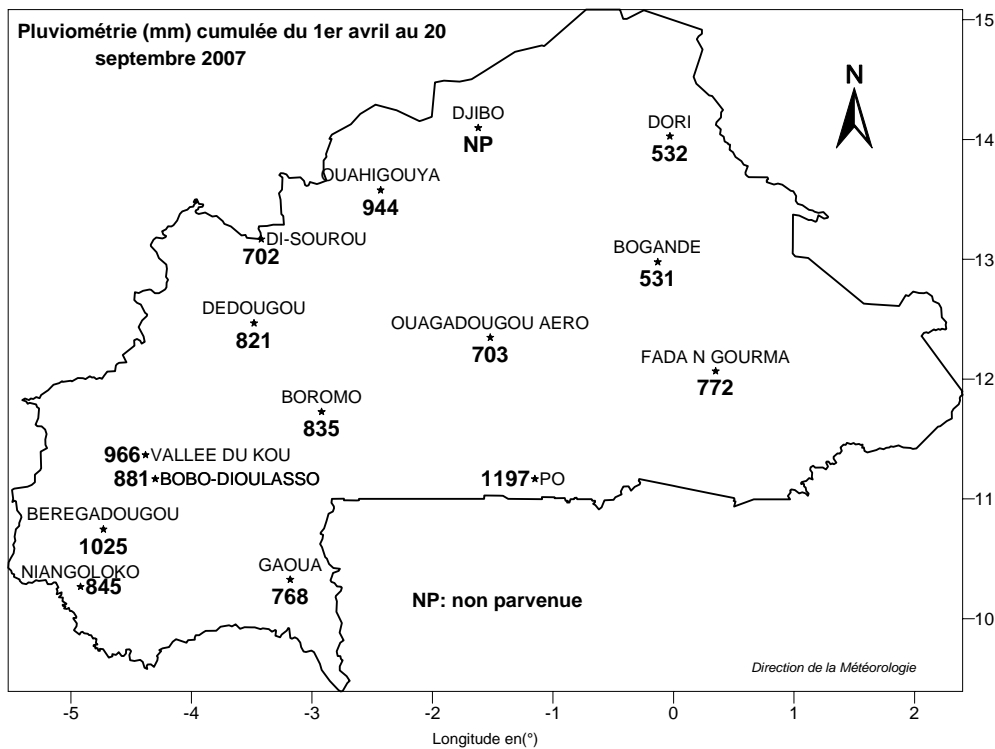 Pluviométrie (mm) cumulée du 1er avril au 20
septembre 2007
15
N
DJIBO
NP
DORI
532
14
OUAHIGOUYA
944
DI-SOUROU
702
BOGANDE
531
13
DEDOUGOU
821
OUAGADOUGOU AERO
703
FADA N GOURMA
772
12
BOROMO
835
966 VALLEE DU KOU
881 BOBO-DIOULASSO
1197 PO
11
BEREGADOUGOU
1025
NIANGOLOKO
845
GAOUA
768
NP: non parvenue
10
Direction de la Météorologie
-5 -4 -3 -2 -1 0 1 2
Longitude en(°)